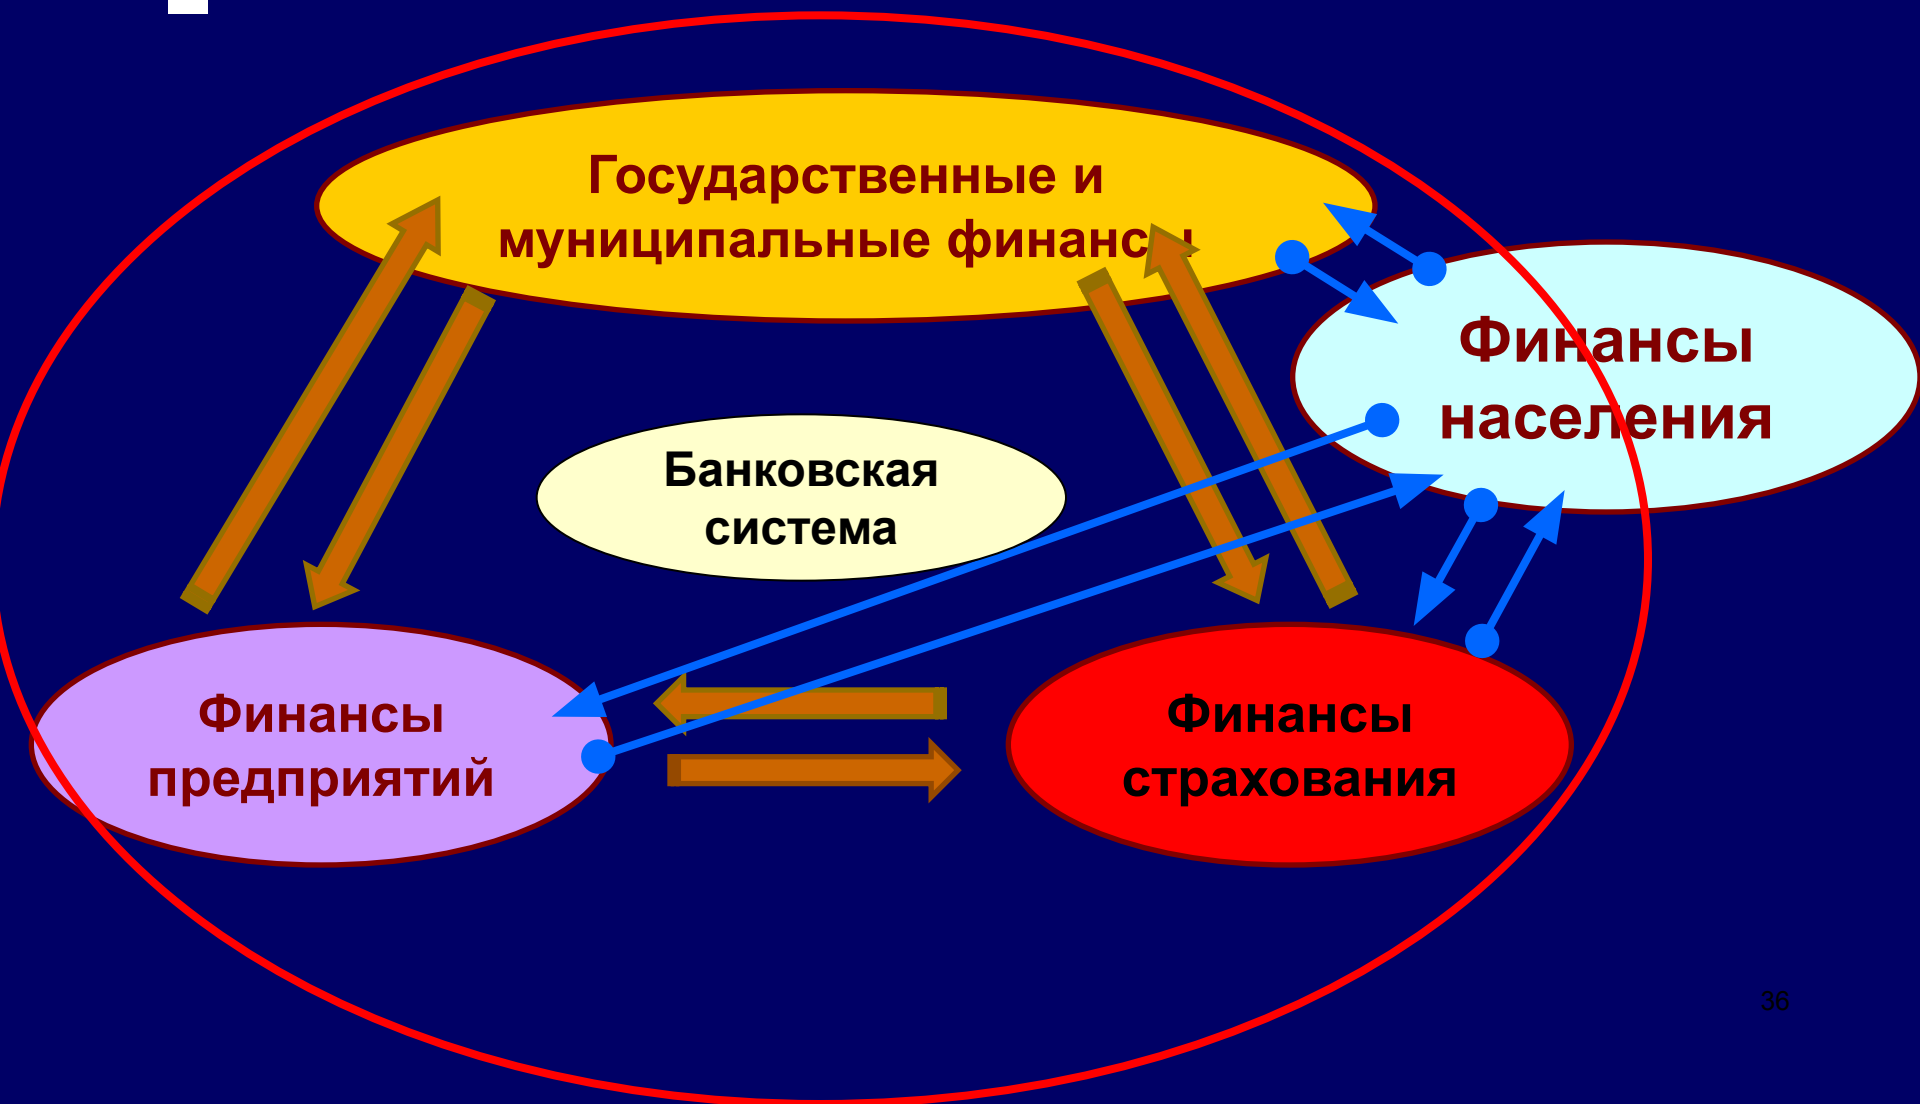 Государственные и
муниципальные финансы
Финансы
населения
Банковская
система
Финансы
предприятий
Финансы
страхования
36